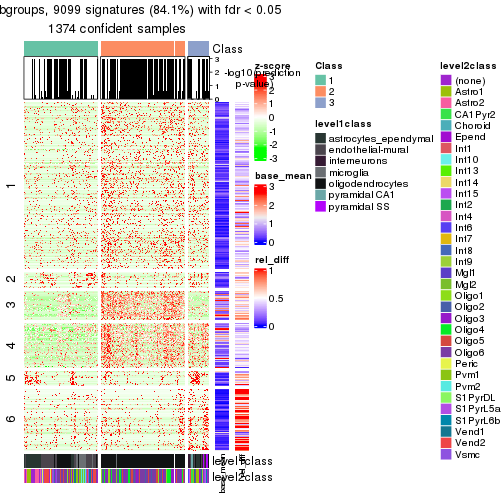 bgroups, 9099 signatures (84.1%) with fdr < 0.05
1374 confident samples
Class
3
2
1
0
-log10(prediction
p-value)
1
2
3
4
5
6
level1class
level2class
base_mean
z-score
3
2
1
0
-1
-2
-3
base_mean
3
2
1
0
rel_diff
1
0.5
0
Class
1
2
3
level1class
astrocytes_ependymal
endothelial-mural
interneurons
microglia
oligodendrocytes
pyramidal CA1
pyramidal SS
level2class
(none)
Astro1
Astro2
CA1Pyr2
Choroid
Epend
Int1
Int10
Int13
Int14
Int15
Int2
Int4
Int6
Int7
Int8
Int9
Mgl1
Mgl2
Oligo1
Oligo2
Oligo3
Oligo4
Oligo5
Oligo6
Peric
Pvm1
Pvm2
S1PyrDL
S1PyrL5a
S1PyrL6b
Vend1
Vend2
Vsmc